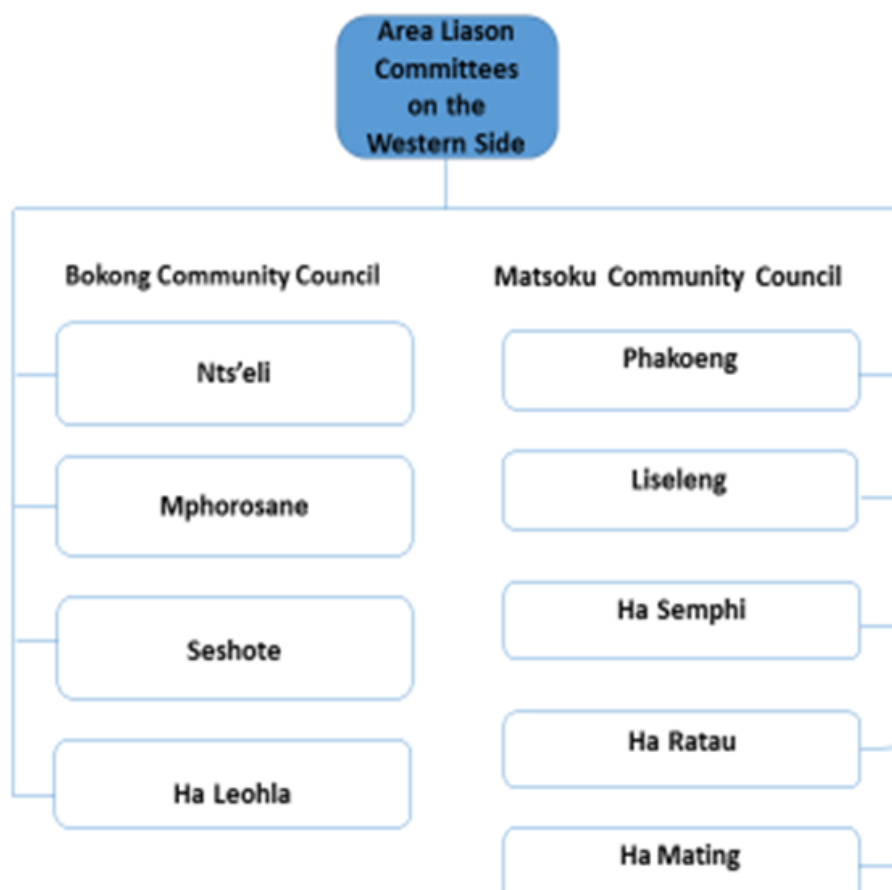 Area Liason
Committees
on the
Western Side
Bokong Community Council
Nts'eli
Mphorosane
Seshote
Ha Leohla
Matsoku Community Council
Phakoeng
Liseleng
Ha Semphi
Ha Ratau
Ha Mating